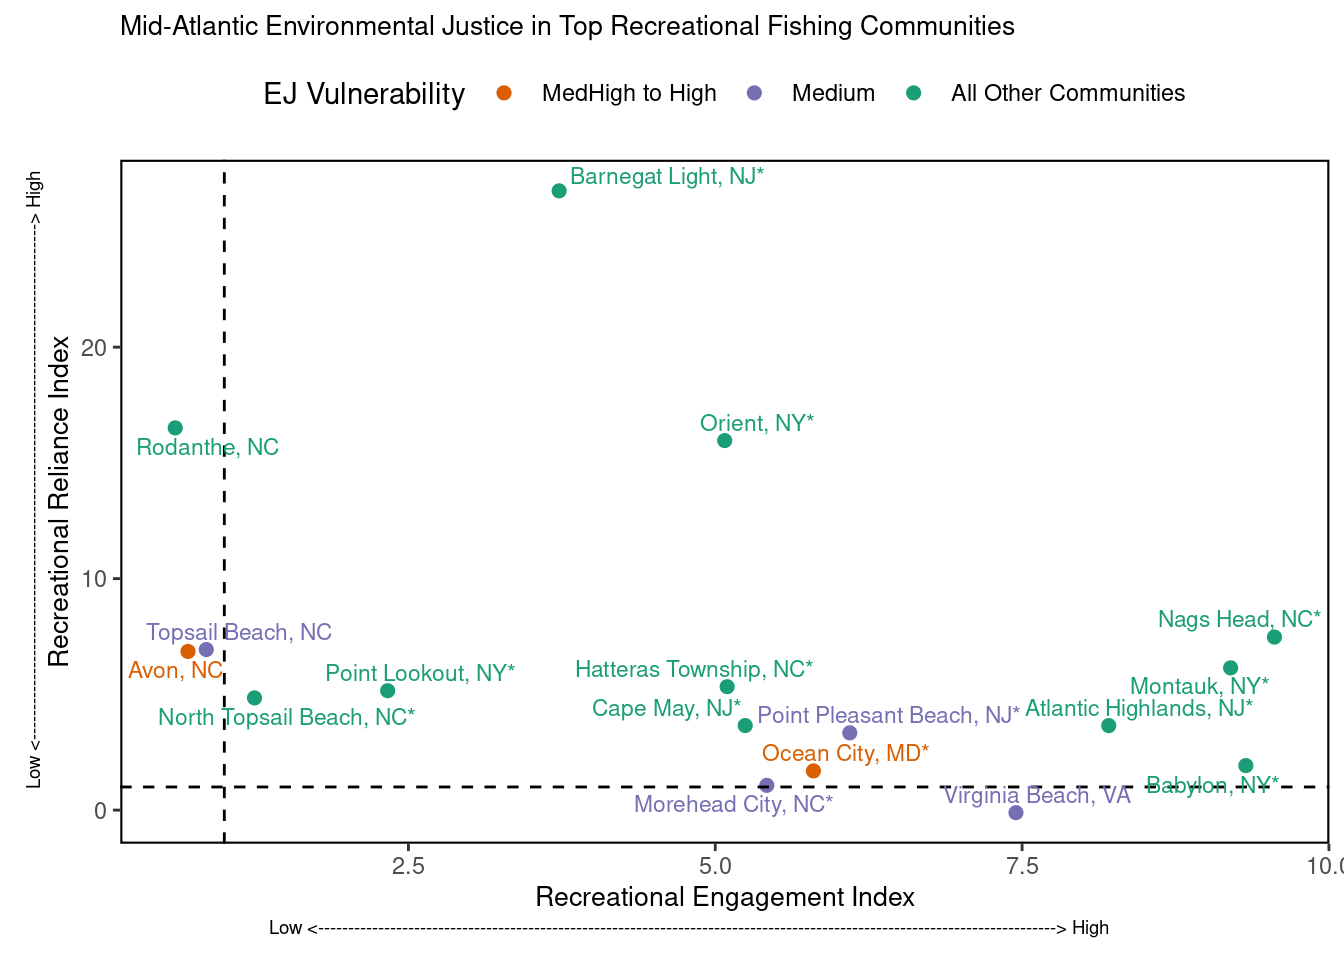 Mid-Atlantic Environmental Justice in Top Recreational Fishing Communities
EJ Vulnerability MedHigh to High Medium All Other Communities
Low <---------------------------------------------------------------------------------------------------> High
Recreational Reliance Index
20
10
0
Barnegat Light, NJ*
Orient, NY*
Rodanthe, NC
Nags Head, NC*
Topsail Beach, NC
Avon, NC
Point Lookout, NY*
Hatteras Township, NC*
Montauk, NY*
North Topsail Beach, NC*
Cape May, NJ*
Point Pleasant Beach, NJ*
Atlantic Highlands, NJ*
Ocean City, MD*
Babylon, NY*
Morehead City, NC*
Virginia Beach, VA
2.5 5.0 7.5 10.0
Recreational Engagement Index
Low <---------------------------------------------------------------------------------------------------------------------------> High